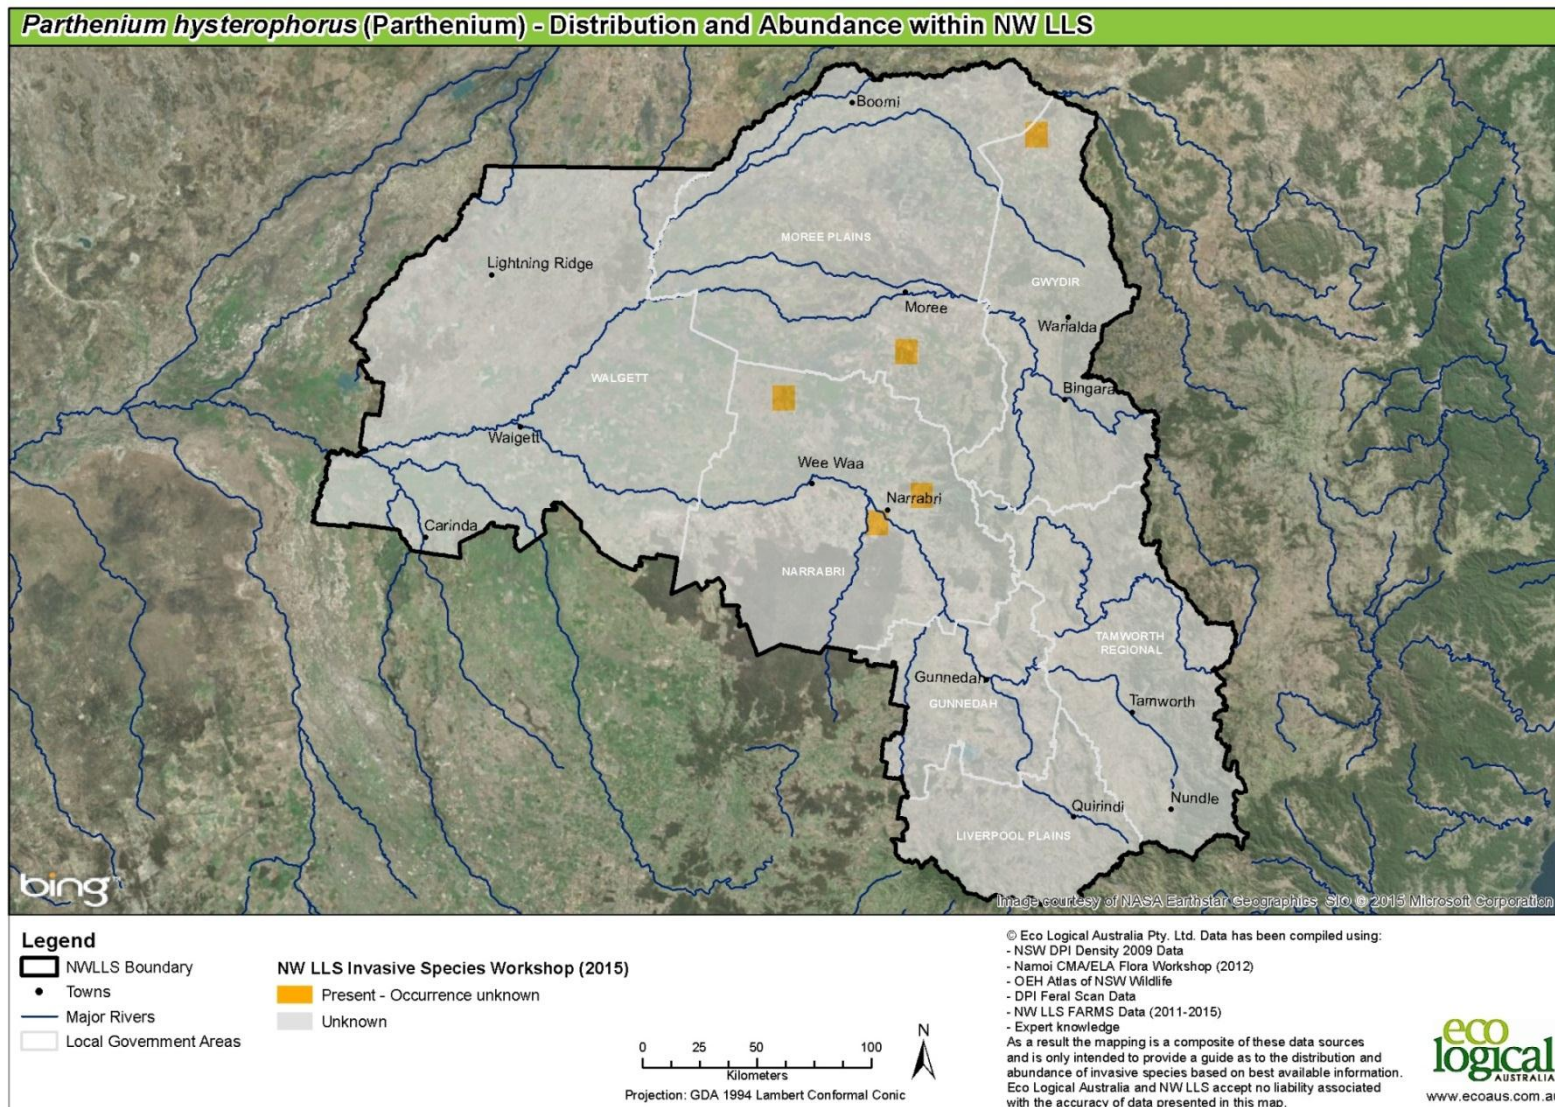 Parthenium hysterophorus (Parthenium) - Distribution and Abundance within NW LLS
Boomi
MOREE PLAINS
Lightning Ridge
GWYDIR
Moree
Warialda
WALGETT
Bingara
Walgett
Wee Waa
Narrabri
Carinda
NARRABRI
TAMWORTH
REGIONAL
Gunnedah
GUNNEDAH
Tamworth
Nundle
Quirindi
LIVERPOOL PLAINS
bing
Image courtesy of NASA Earthstar Geographics SIO © 2015 Microsoft Corporation
Legend
NWLLS Boundary
Towns
Major Rivers
Local Government Areas
NW LLS Invasive Species Workshop (2015)
Present - Occurrence unknown
Unknown
0 25 50 100
Kilometers
N
Projection: GDA 1994 Lambert Conformal Conic
© Eco Logical Australia Pty. Ltd. Data has been compiled using:
- NSW DPI Density 2009 Data
- Namoi CMA/ELA Flora Workshop (2012)
- OEH Atlas of NSW Wildlife
- DPI Feral Scan Data
- NW LLS FARMS Data (2011-2015)
- Expert knowledge
As a result the mapping is a composite of these data sources
and is only intended to provide a guide as to the distribution and
abundance of invasive species based on best available information.
Eco Logical Australia and NW LLS accept no liability associated
with the accuracy of data presented in this map.
eco
logical
AUSTRALIA
www.ecoaus.com.au